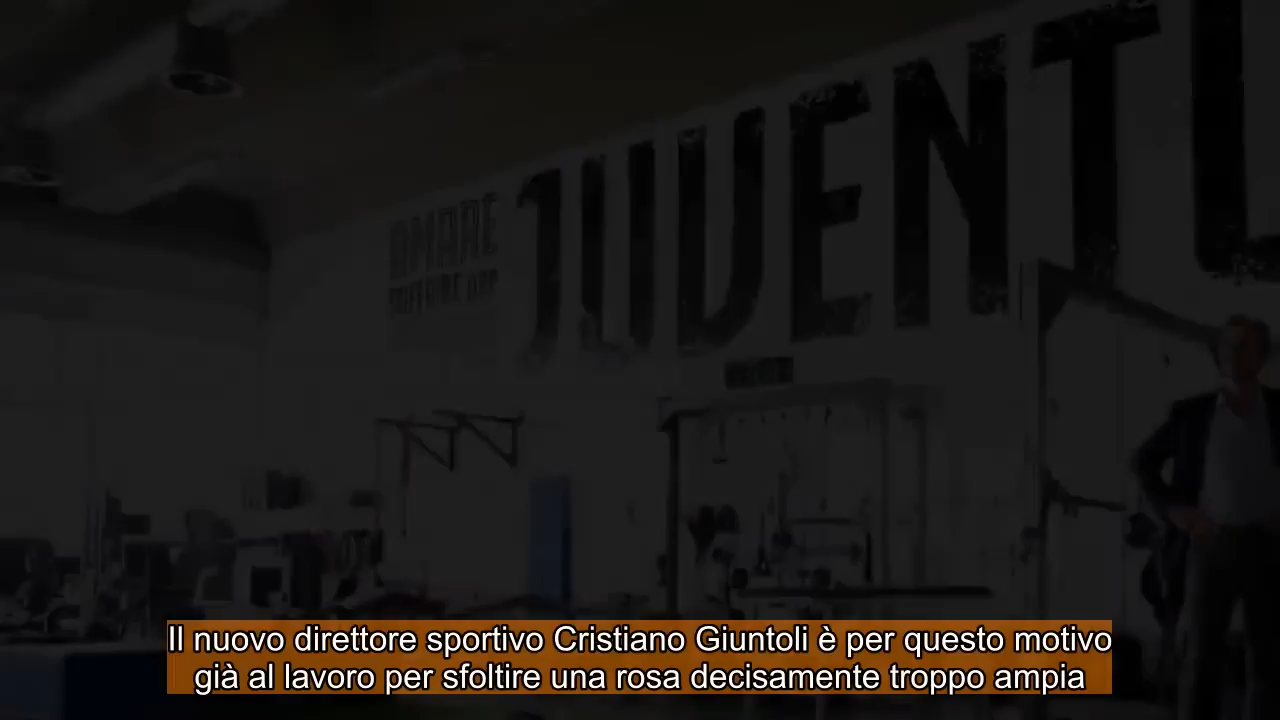 AMARE
JUVENTU
Il nuovo direttore sportivo Cristiano Giuntoli è per questo motivo
già al lavoro per sfoltire una rosa decisamente troppo ampia